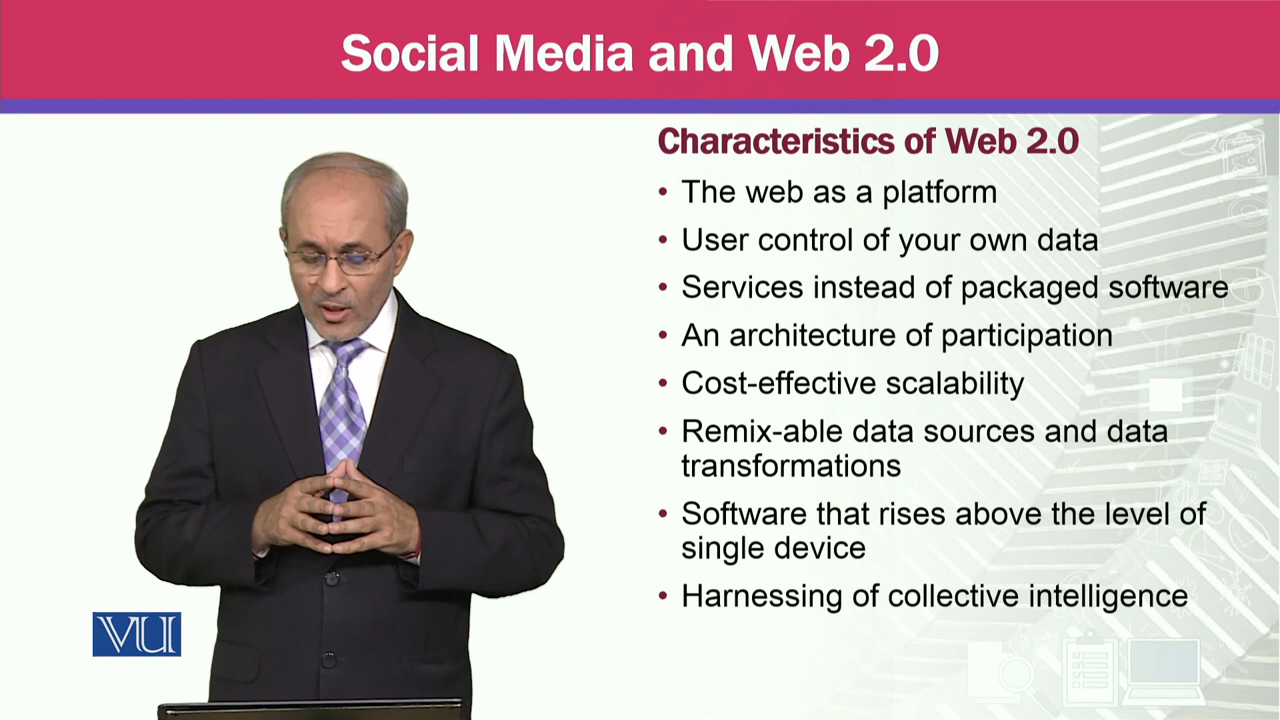 Social Media and Web 2.0
Characteristics of Web 2.0
• The web as a platform
• User control of your own data
• Services instead of packaged software
• An architecture of participation
• Cost-effective scalability
• Remix-able data sources and data
transformations
• Software that rises above the level of
single device
• Harnessing of collective intelligence
VU